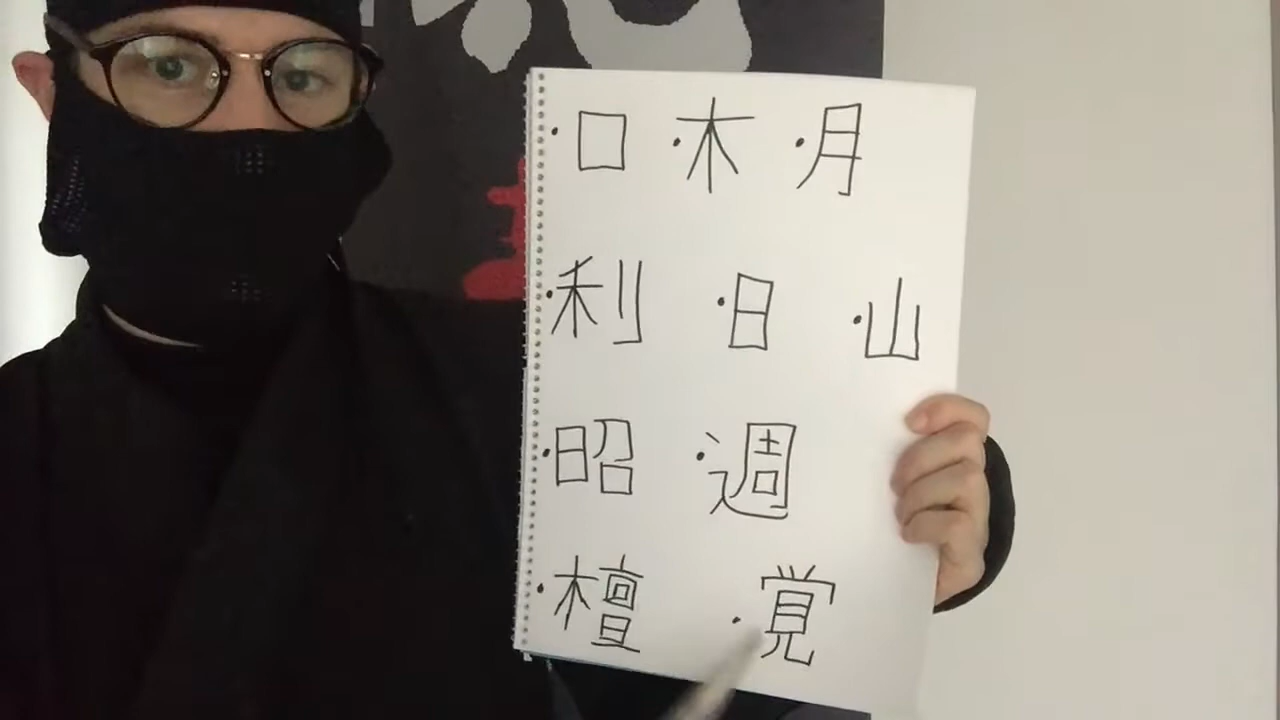 ・口 ・木 ・月
・利 ・日 ・山
・昭 ・週
・檀 ・覚